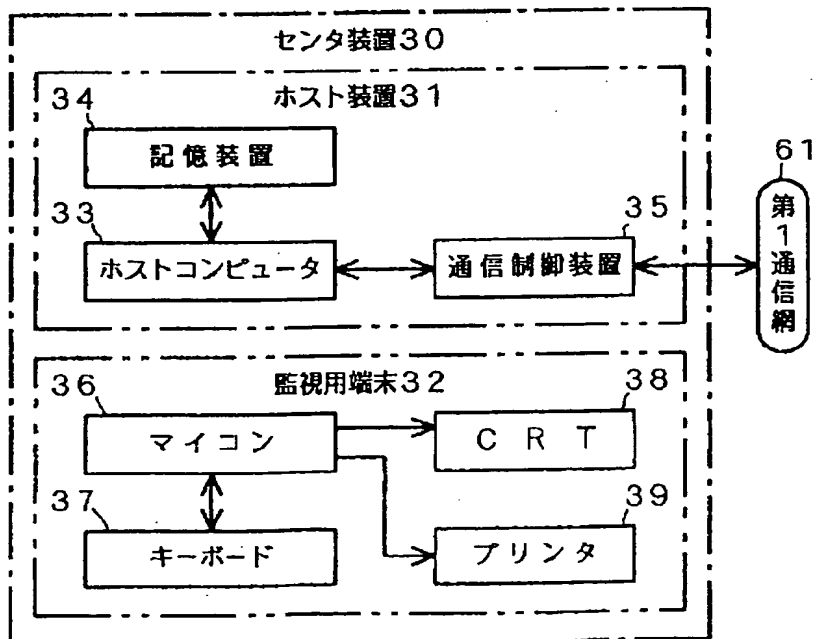 センタ装置30
ホスト装置31
34
記憶装置
33
ホストコンピュータ
35
通信制御装置
61
第1通信網
監視用端末32
36
マイコン
38
CRT
37
キーボード
39
プリンタ